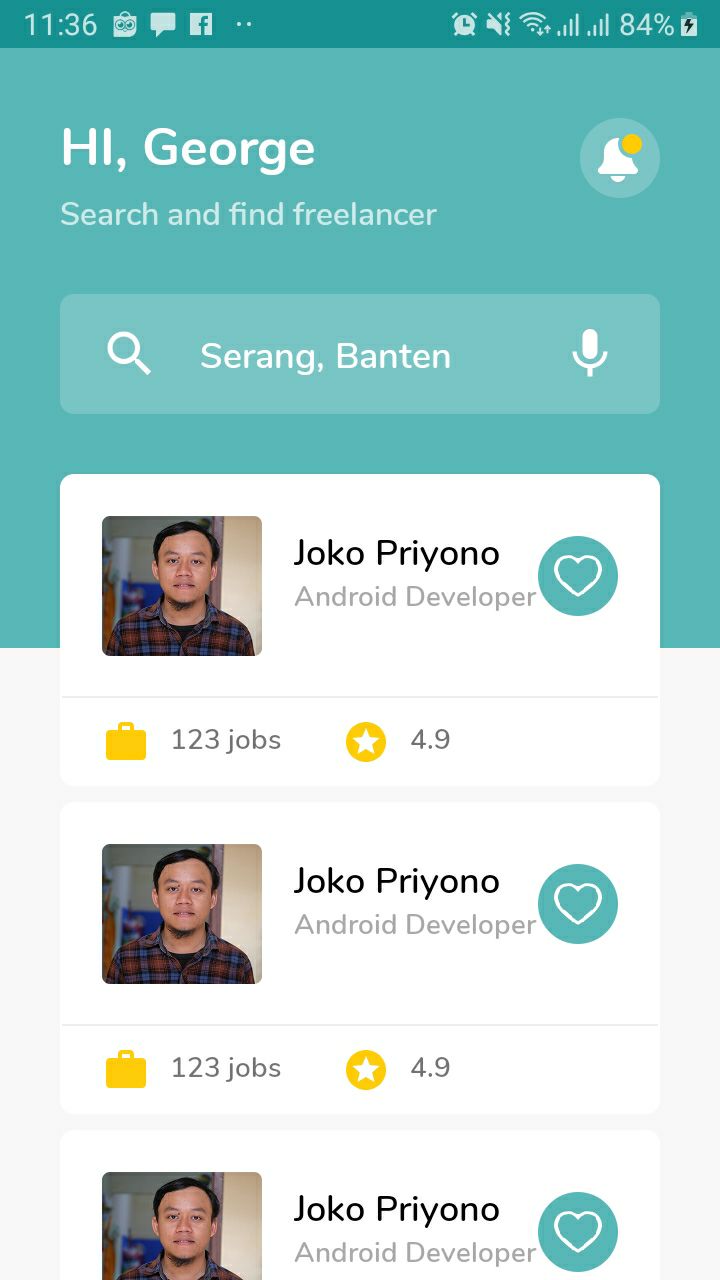 11:36
84%
HI, George
Search and find freelancer
Serang, Banten
Joko Priyono
Android Developer
123 jobs
4.9
Joko Priyono
Android Developer
123 jobs
4.9
Joko Priyono
Android Developer